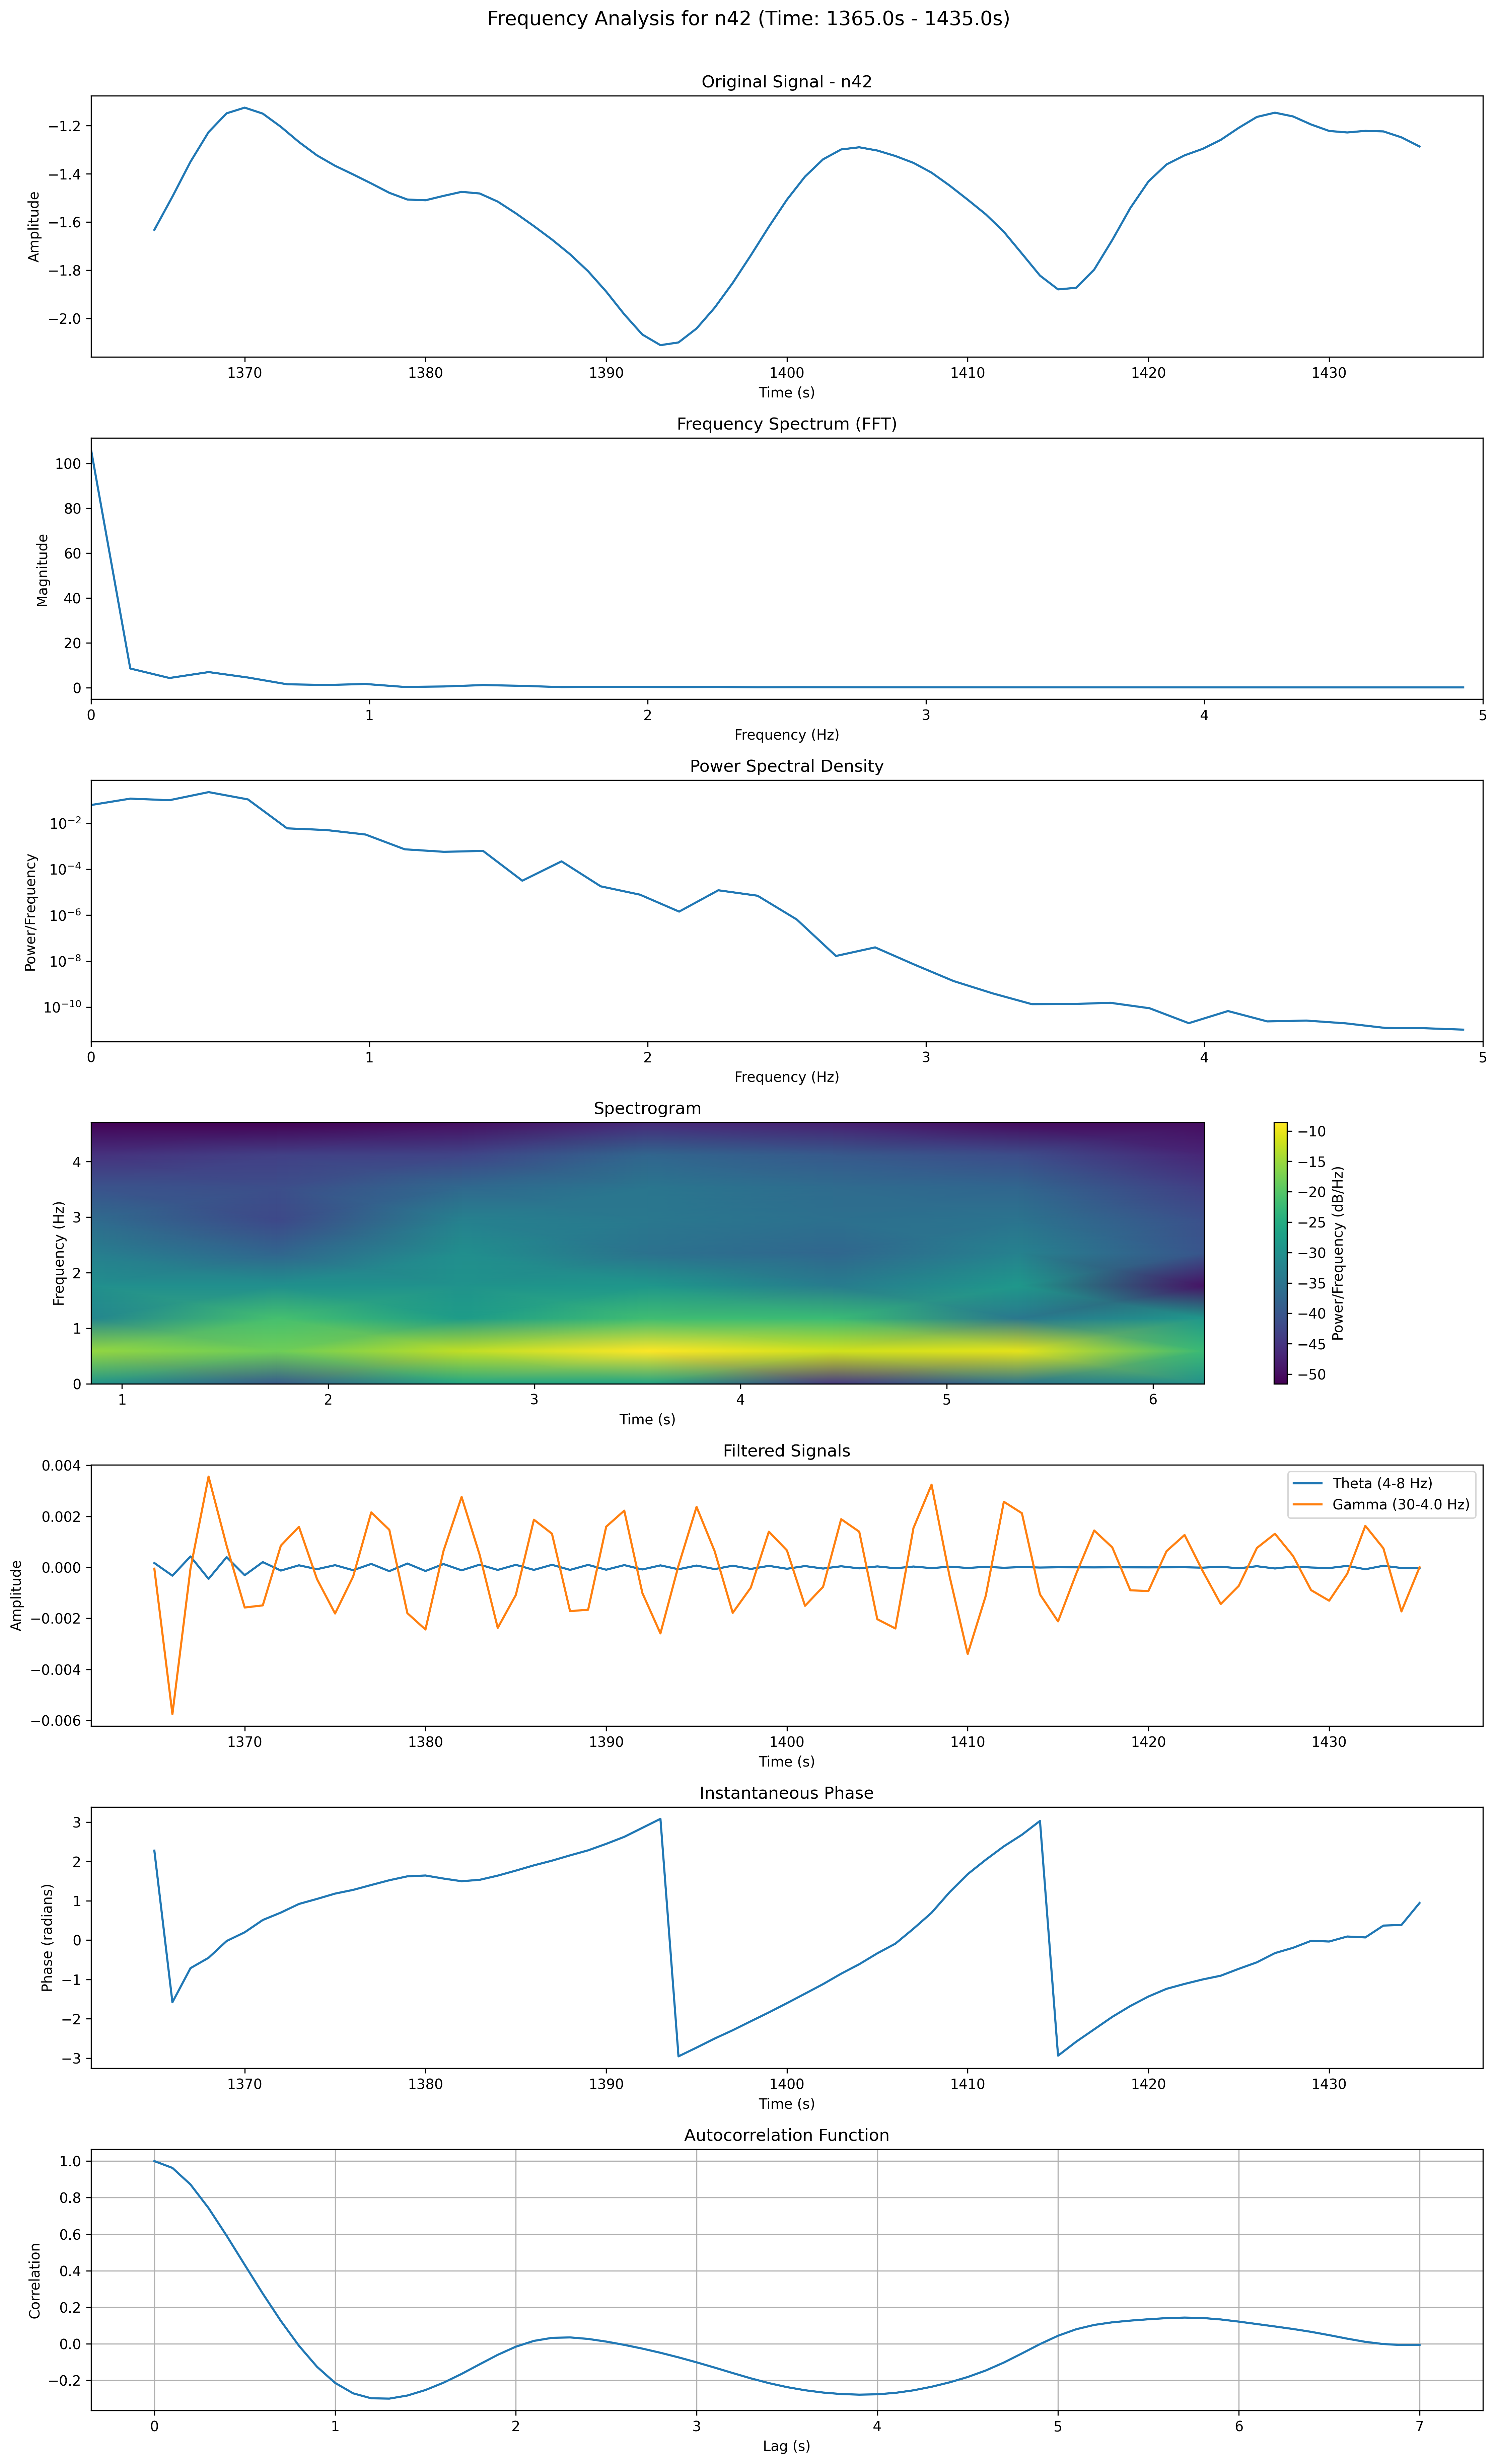 Frequency Analysis for n42 (Time: 1365.0s - 1435.0s)
Original Signal - n42
Amplitude
−1.2
−1.4
−1.6
−1.8
−2.0
1370 1380 1390 1400 1410 1420 1430
Time (s)
Frequency Spectrum (FFT)
Magnitude
100
80
60
40
20
0
0 1 2 3 4 5
Frequency (Hz)
Power Spectral Density
Power/Frequency
10⁻²
10⁻⁴
10⁻⁶
10⁻⁸
10⁻¹⁰
0 1 2 3 4 5
Frequency (Hz)
Spectrogram
Frequency (Hz)
4
3
2
1
0
1 2 3 4 5 6
Time (s)
−10
−15
−20
−25
−30
−35
−40
−45
−50
Power/Frequency (dB/Hz)
Filtered Signals
Amplitude
0.004
0.002
0.000
−0.002
−0.004
−0.006
Theta (4-8 Hz)
Gamma (30-4.0 Hz)
1370 1380 1390 1400 1410 1420 1430
Time (s)
Instantaneous Phase
Phase (radians)
3
2
1
0
−1
−2
−3
1370 1380 1390 1400 1410 1420 1430
Time (s)
Autocorrelation Function
Correlation
1.0
0.8
0.6
0.4
0.2
0.0
−0.2
0 1 2 3 4 5 6 7
Lag (s)